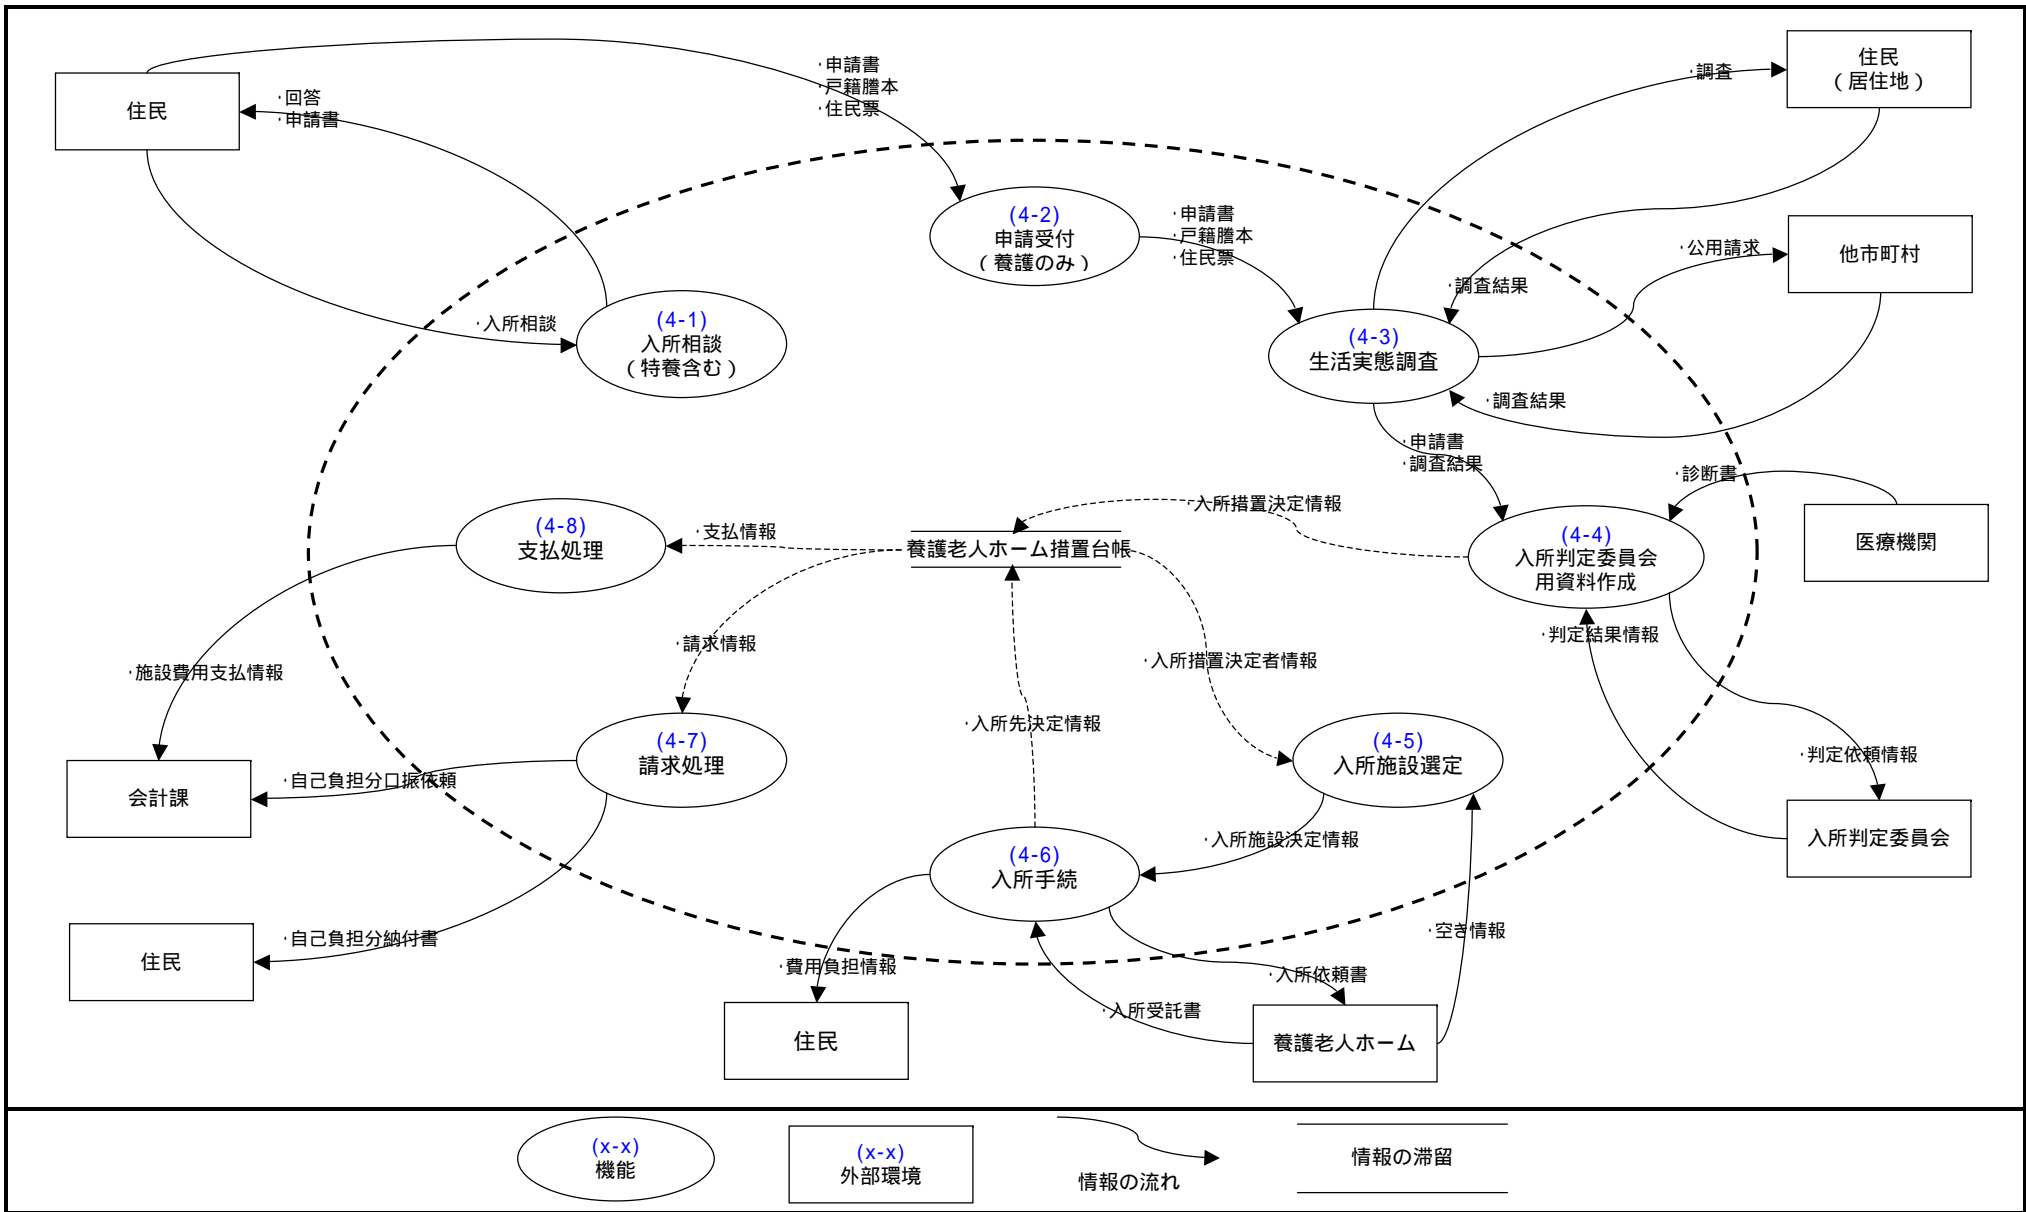 住民
・回答
・申請書
・申請書
・戸籍謄本
・住民票
・調査
住民
（居住地）
(4-2)
申請受付
（養護のみ）
・申請書
・戸籍謄本
・住民票
・公用請求
他市町村
・調査結果
・入所相談
(4-1)
入所相談
（特養含む）
(4-3)
生活実態調査
・調査結果
・申請書
・調査結果
・診断書
医療機関
(4-8)
支払処理
・支払情報
養護老人ホーム措置台帳
・入所措置決定情報
(4-4)
入所判定委員会
用資料作成
・請求情報
・入所措置決定者情報
・判定結果情報
・施設費用支払情報
・入所先決定情報
(4-7)
請求処理
(4-5)
入所施設選定
・判定依頼情報
会計課
・自己負担分口振依頼
・入所施設決定情報
入所判定委員会
(4-6)
入所手続
・空き情報
住民
・自己負担分納付書
・費用負担情報
・入所依頼書
・入所受託書
住民
養護老人ホーム
(x-x)
機能
(x-x)
外部環境
情報の流れ
情報の滞留